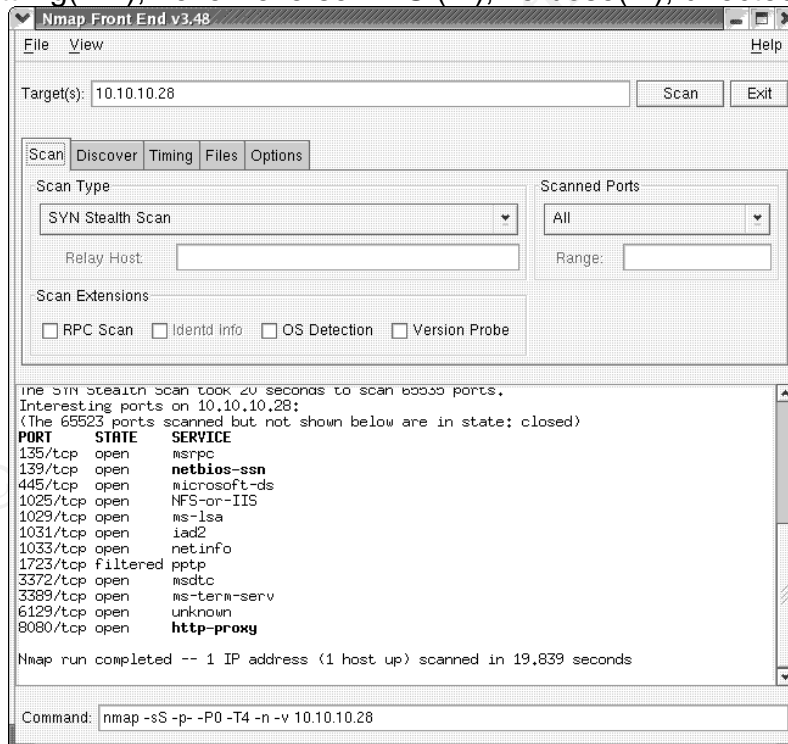 Nmap Front End v3.48
File View Help
Target(s): 10.10.10.28 Scan Exit
Scan Discover Timing Files Options
Scan Type
Scanned Ports
SYN Stealth Scan
All
Relay Host:
Range:
Scan Extensions
RPC Scan Identd info OS Detection Version Probe
The SYN Stealth Scan took 20 seconds to scan 65535 ports.
Interesting ports on 10.10.10.28:
(The 65523 ports scanned but not shown below are in state: closed)
PORT STATE SERVICE
135/tcp open msrpc
139/tcp open netbios-ssn
445/tcp open microsoft-ds
1025/tcp open NFS-or-IIS
1029/tcp open ms-lsa
1031/tcp open iad2
1033/tcp open netinfo
1723/tcp filtered pptp
3372/tcp open msdtc
3389/tcp open ms-term-serv
6129/tcp open unknown
8080/tcp open http-proxy
Nmap run completed -- 1 IP address (1 host up) scanned in 19.839 seconds
Command: nmap -sS -p- -P0 -T4 -n -v 10.10.10.28